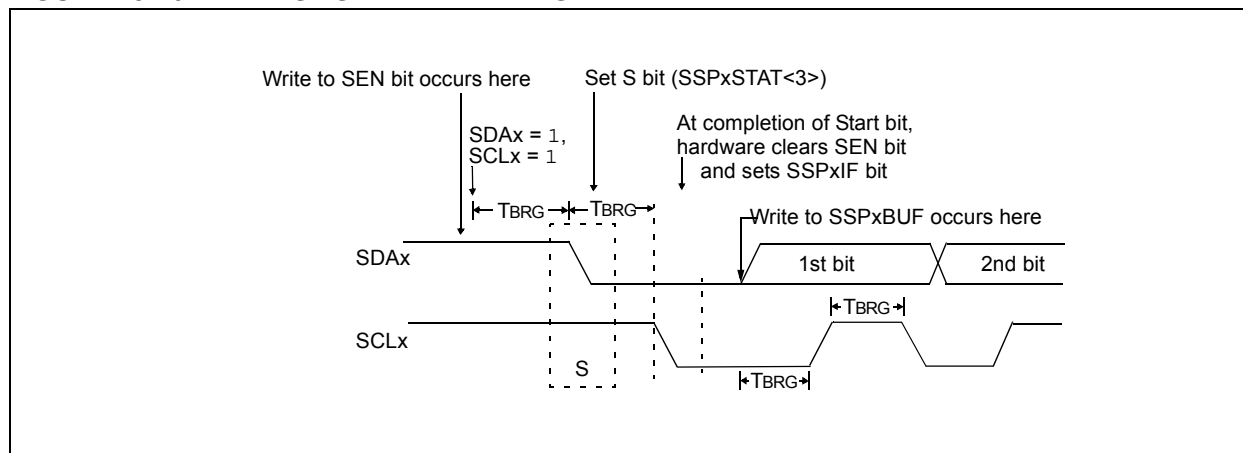 Write to SEN bit occurs here
Set S bit (SSPxSTAT<3>)
SDAx = 1,
SCLx = 1
At completion of Start bit,
hardware clears SEN bit
and sets SSPxIF bit
TBRG
TBRG
Write to SSPxBUF occurs here
SDAx
1st bit
2nd bit
TBRG
SCLx
S
TBRG